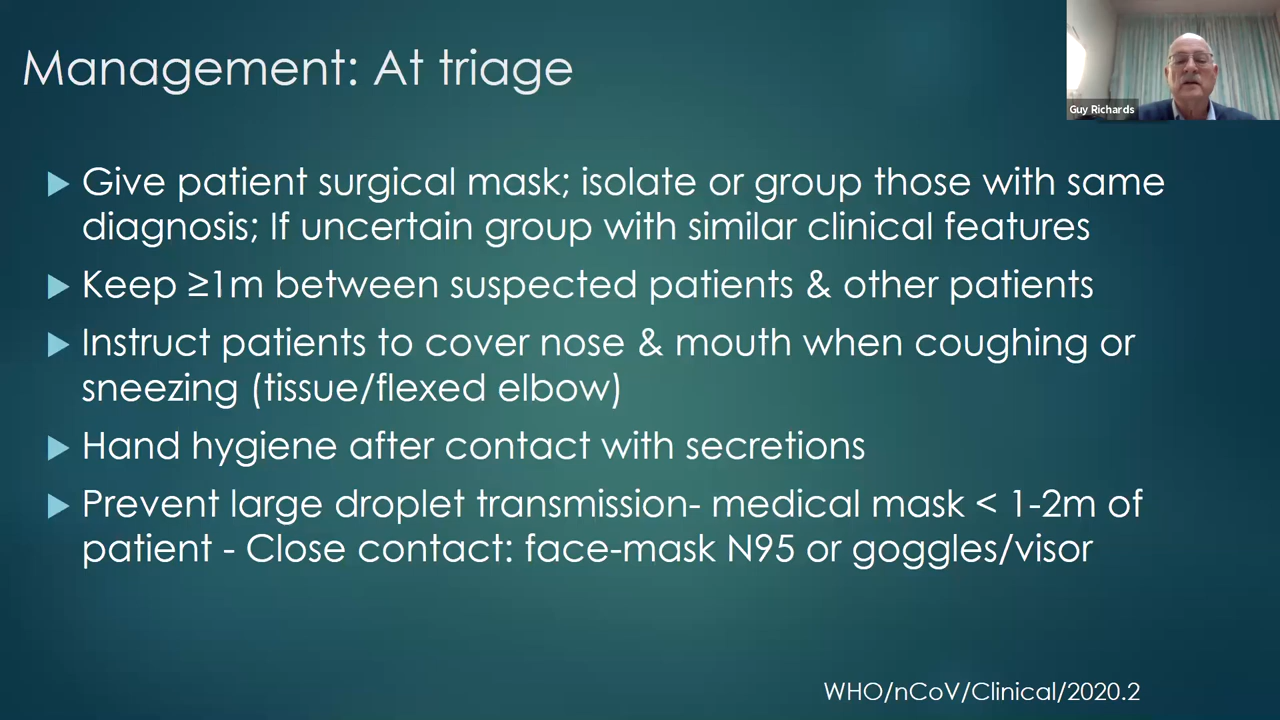 Management: At triage
Guy Richards
Give patient surgical mask; isolate or group those with same
diagnosis; If uncertain group with similar clinical features
Keep ≥1m between suspected patients & other patients
Instruct patients to cover nose & mouth when coughing or
sneezing (tissue/flexed elbow)
Hand hygiene after contact with secretions
Prevent large droplet transmission- medical mask < 1-2m of
patient - Close contact: face-mask N95 or goggles/visor
WHO/nCoV/Clinical/2020.2